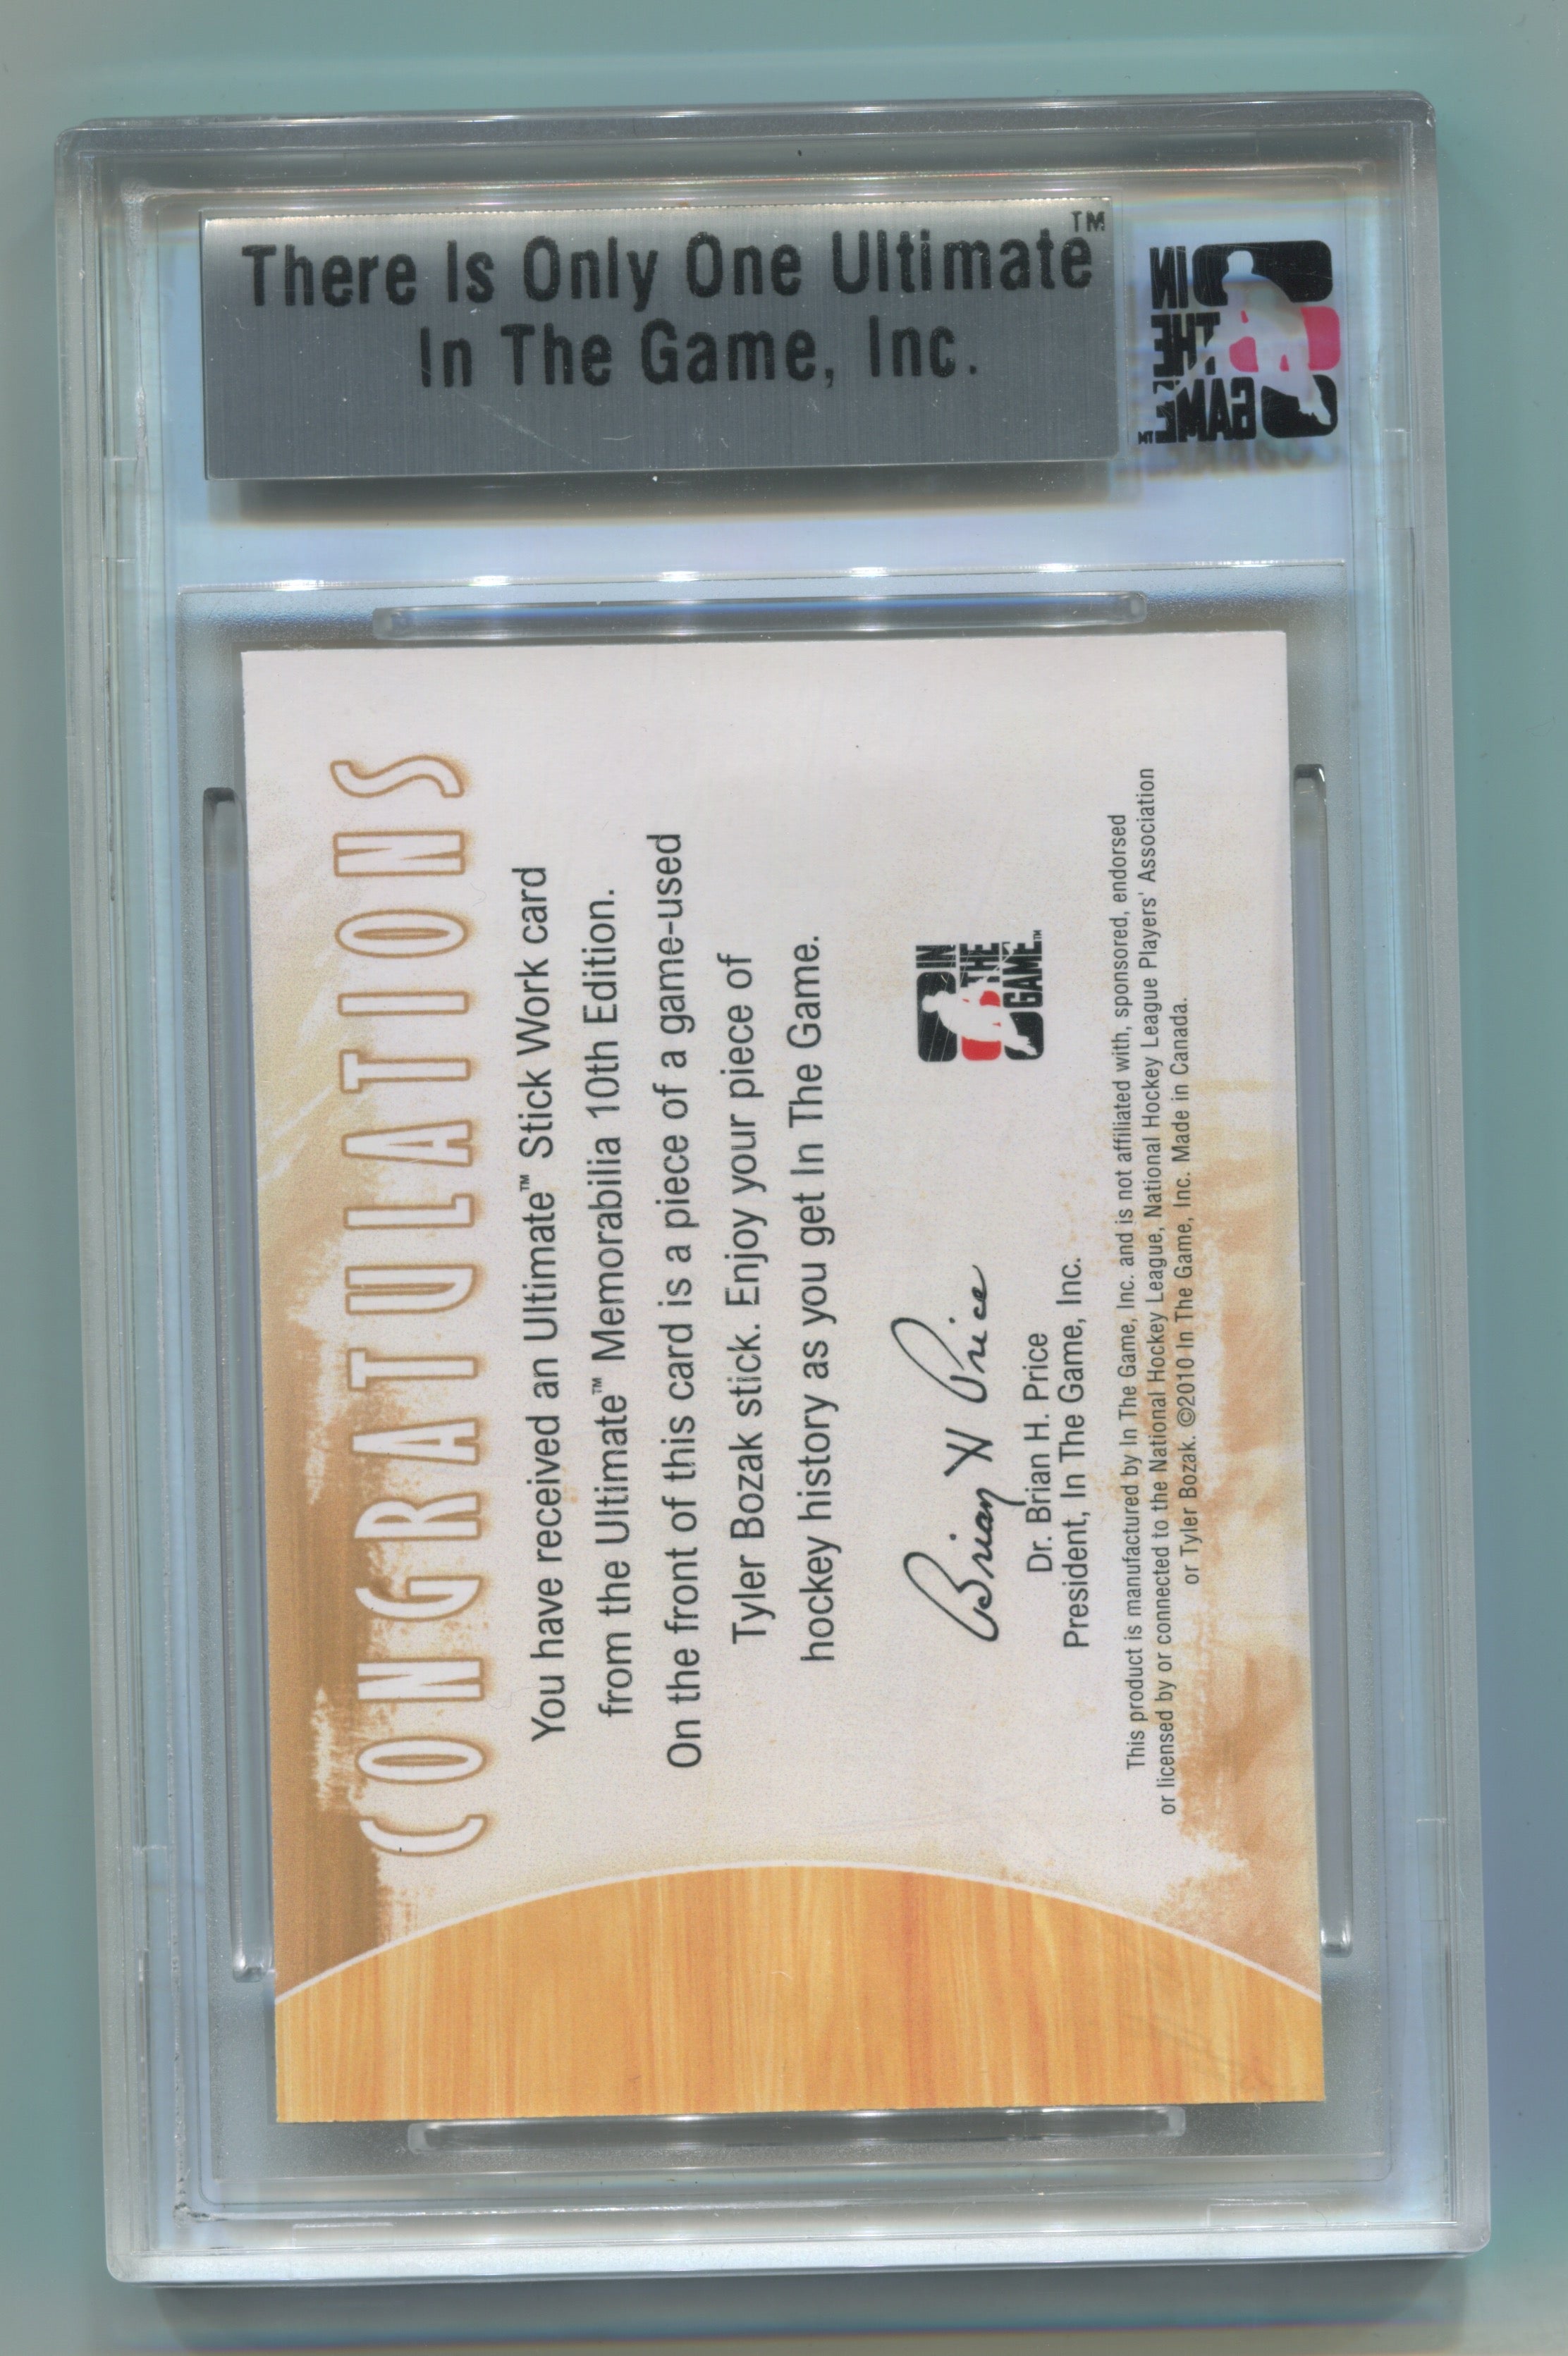 There Is Only One Ultimate™
In The Game, Inc.
IN
THE
GAME™
CONGRATULATIONS
You have received an Ultimate™ Stick Work card
from the Ultimate™ Memorabilia 10th Edition.
On the front of this card is a piece of a game-used
Tyler Bozak stick. Enjoy your piece of
hockey history as you get In The Game.
Brian H Price
IN
THE
GAME™
Dr. Brian H. Price
President, In The Game, Inc.
This product is manufactured by In The Game, Inc. and is not affiliated with, sponsored, endorsed
or licensed by or connected to the National Hockey League, National Hockey League Players' Association
or Tyler Bozak. ©2010 In The Game, Inc. Made in Canada.